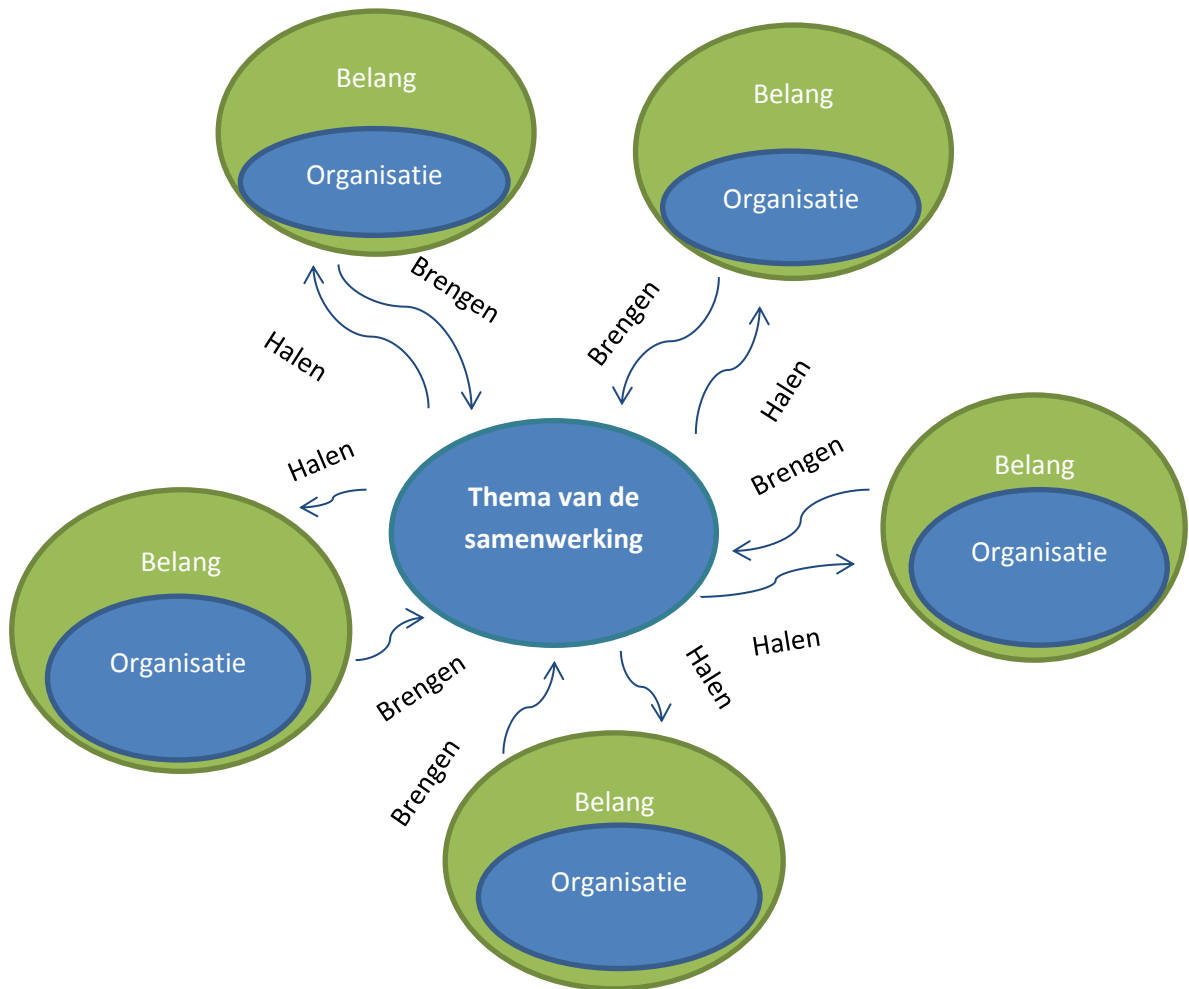 Belang
Organisatie
Belang
Organisatie
Brengen
Halen
Brengen
Halen
Halen
Brengen
Thema van de
samenwerking
Belang
Organisatie
Belang
Organisatie
Brengen
Halen
Halen
Brengen
Belang
Organisatie